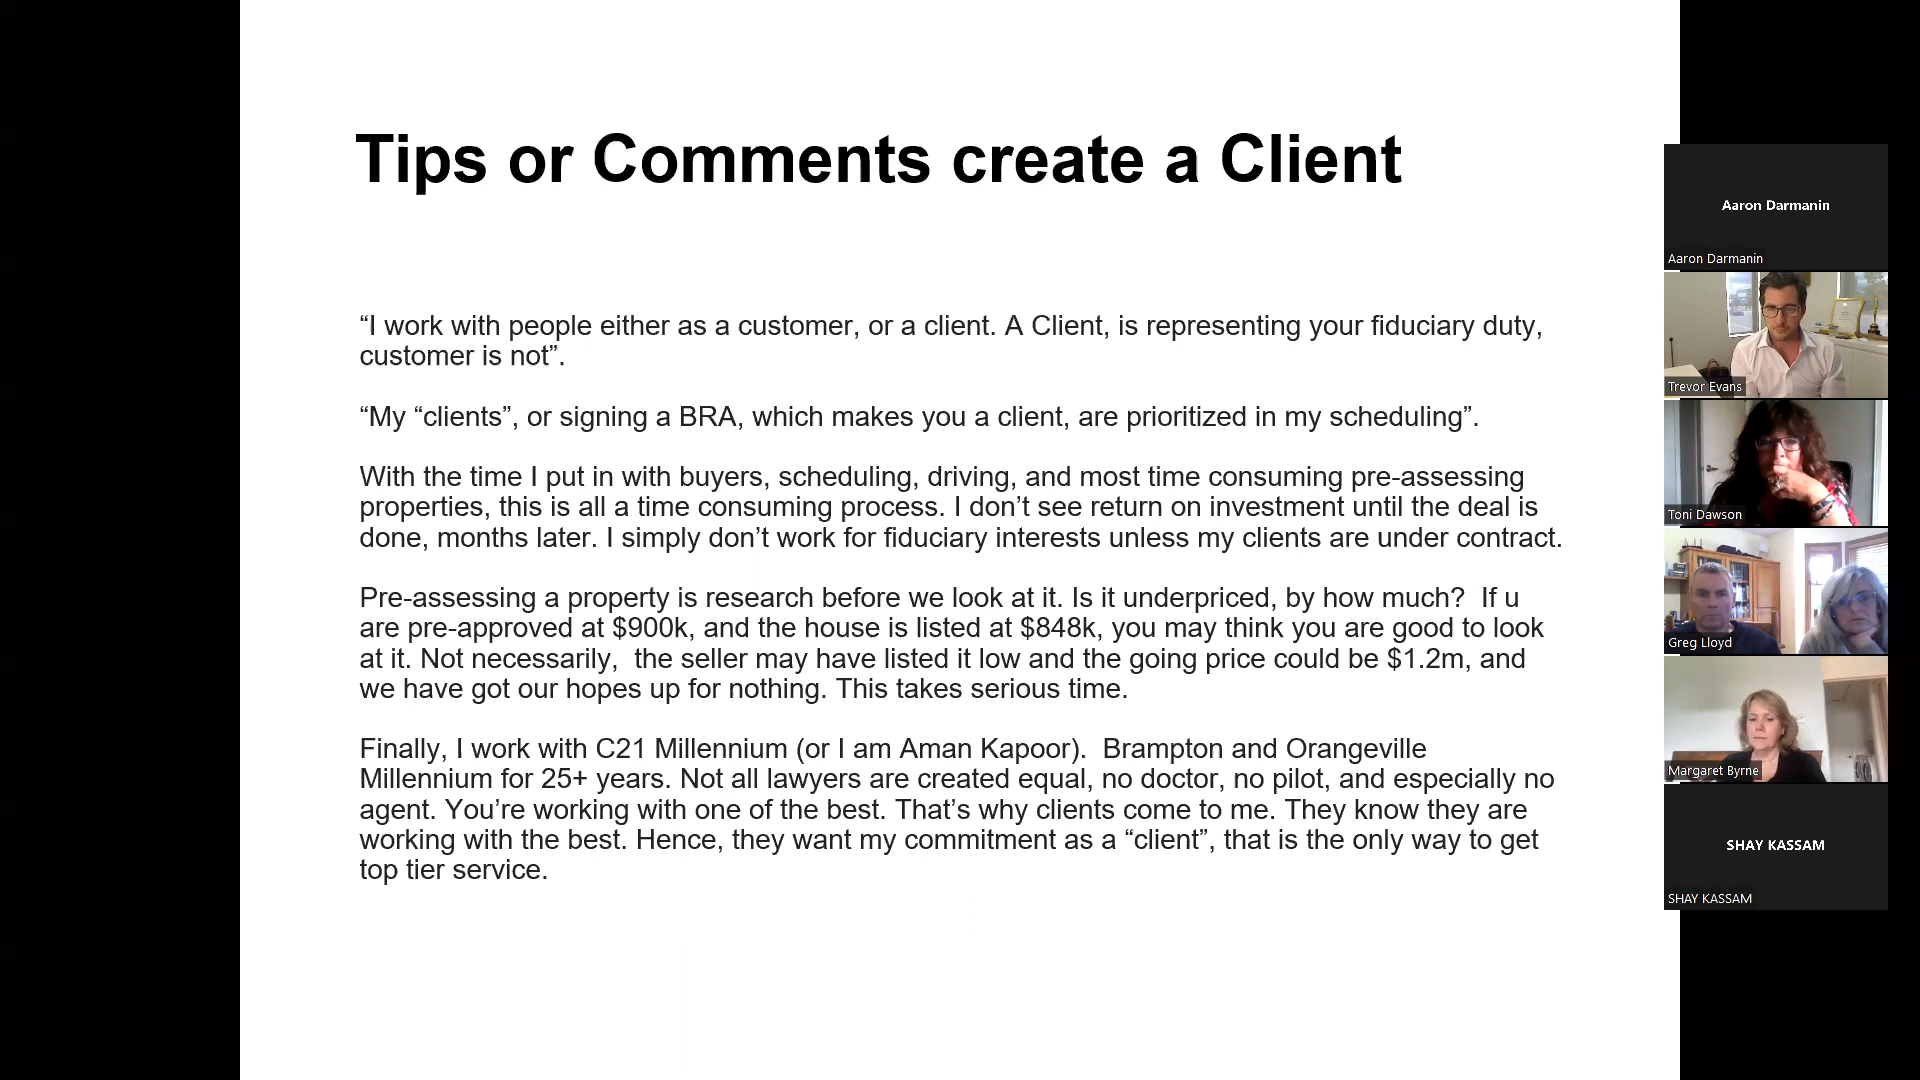 Tips or Comments create a Client
“I work with people either as a customer, or a client. A Client, is representing your fiduciary duty,
customer is not”.
“My “clients”, or signing a BRA, which makes you a client, are prioritized in my scheduling”.
With the time I put in with buyers, scheduling, driving, and most time consuming pre-assessing
properties, this is all a time consuming process. I don’t see return on investment until the deal is
done, months later. I simply don’t work for fiduciary interests unless my clients are under contract.
Pre-assessing a property is research before we look at it. Is it underpriced, by how much?  If u
are pre-approved at $900k, and the house is listed at $848k, you may think you are good to look
at it. Not necessarily,  the seller may have listed it low and the going price could be $1.2m, and
we have got our hopes up for nothing. This takes serious time.
Finally, I work with C21 Millennium (or I am Aman Kapoor).  Brampton and Orangeville
Millennium for 25+ years. Not all lawyers are created equal, no doctor, no pilot, and especially no
agent. You’re working with one of the best. That’s why clients come to me. They know they are
working with the best. Hence, they want my commitment as a “client”, that is the only way to get
top tier service.
Aaron Darmanin
Aaron Darmanin
Trevor Evans
Toni Dawson
Greg Lloyd
Margaret Byrne
SHAY KASSAM
SHAY KASSAM